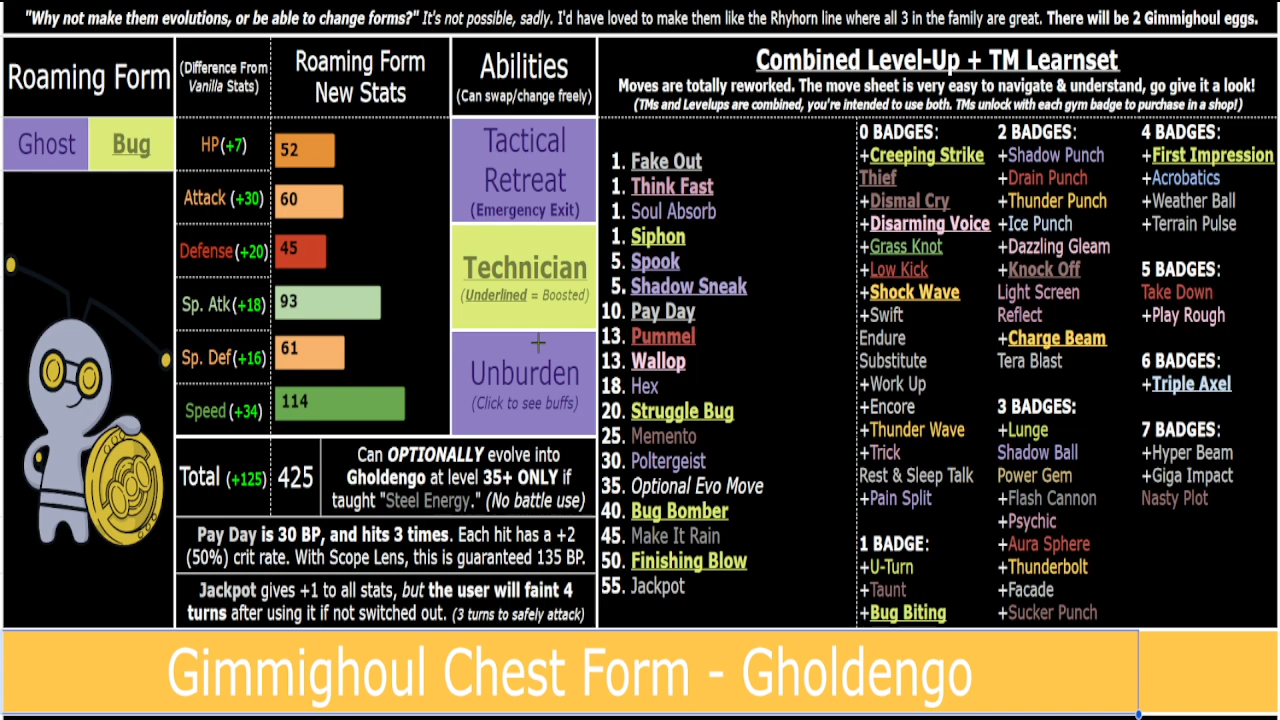 "Why not make them evolutions, or be able to change forms?" It's not possible, sadly. I'd have loved to make them like the Rhyhorn line where all 3 in the family are great. There will be 2 Gimmighoul eggs.
Roaming Form
Ghost
Bug
(Difference From
Vanilla Stats)
Roaming Form
New Stats
HP (+7)
52
Attack (+30)
60
Defense (+20)
45
Sp. Atk (+18)
93
Sp. Def (+16)
61
Speed (+34)
114
Total (+125)
425
Can OPTIONALLY evolve into
Gholdengo at level 35+ ONLY if
taught "Steel Energy." (No battle use)
Pay Day is 30 BP, and hits 3 times. Each hit has a +2
(50%) crit rate. With Scope Lens, this is guaranteed 135 BP.
Jackpot gives +1 to all stats, but the user will faint 4
turns after using it if not switched out. (3 turns to safely attack)
Abilities
(Can swap/change freely)
Tactical
Retreat
(Emergency Exit)
Technician
(Underlined = Boosted)
Unburden
(Click to see buffs)
Combined Level-Up + TM Learnset
Moves are totally reworked. The move sheet is very easy to navigate & understand, go give it a look!
(TMs and Levelups are combined, you're intended to use both. TMs unlock with each gym badge to purchase in a shop!)
1. Fake Out
1. Think Fast
1. Soul Absorb
1. Siphon
5. Spook
5. Shadow Sneak
10. Pay Day
13. Pummel
13. Wallop
18. Hex
20. Struggle Bug
25. Memento
30. Poltergeist
35. Optional Evo Move
40. Bug Bomber
45. Make It Rain
50. Finishing Blow
55. Jackpot
0 BADGES:
+Creeping Strike
Thief
+Dismal Cry
+Disarming Voice
+Grass Knot
+Low Kick
+Shock Wave
+Swift
Endure
Substitute
+Work Up
+Encore
+Thunder Wave
+Trick
Rest & Sleep Talk
+Pain Split
1 BADGE:
+U-Turn
+Taunt
+Bug Biting
2 BADGES:
+Shadow Punch
+Drain Punch
+Thunder Punch
+Ice Punch
+Dazzling Gleam
+Knock Off
Light Screen
Reflect
+Charge Beam
Tera Blast
3 BADGES:
+Lunge
Shadow Ball
Power Gem
+Flash Cannon
+Psychic
+Aura Sphere
+Thunderbolt
+Facade
+Sucker Punch
4 BADGES:
+First Impression
+Acrobatics
+Weather Ball
+Terrain Pulse
5 BADGES:
Take Down
+Play Rough
6 BADGES:
+Triple Axel
7 BADGES:
+Hyper Beam
+Giga Impact
Nasty Plot
Gimmighoul Chest Form - Gholdengo